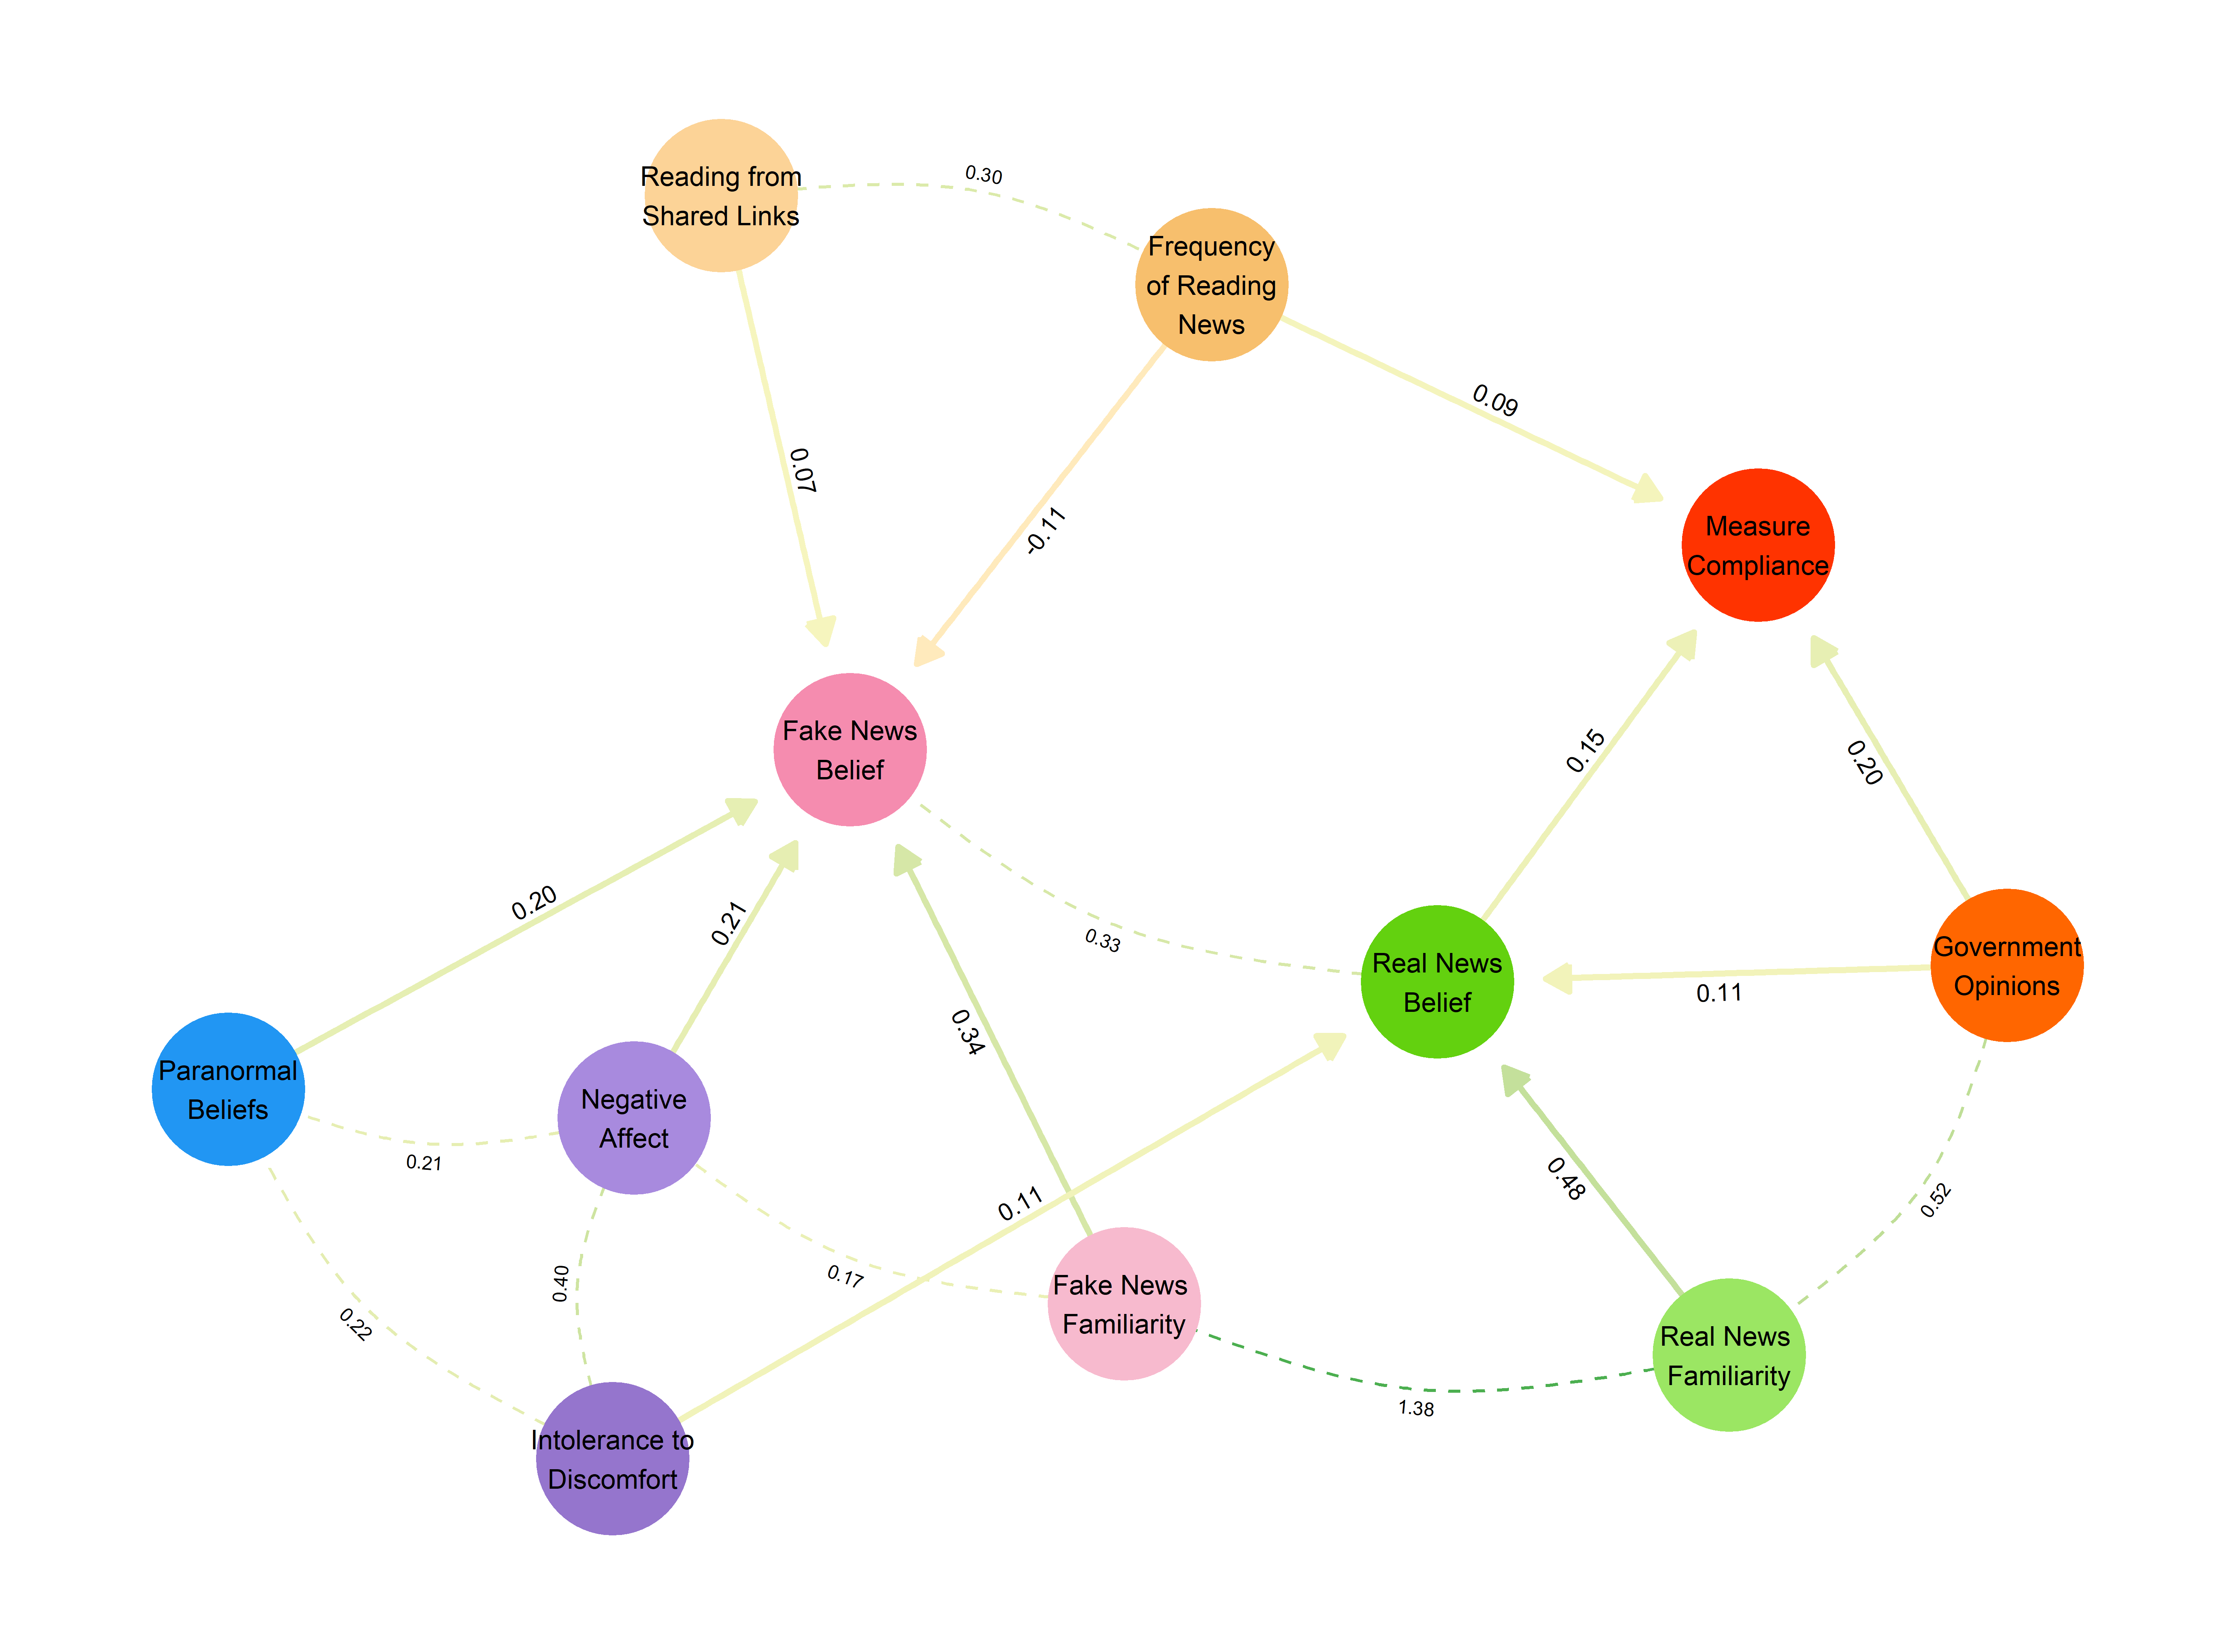 Reading from
Shared Links
0.30
Frequency
of Reading
News
0.09
0.07
-0.11
Measure
Compliance
Fake News
Belief
0.15
0.20
0.20
0.21
0.33
Real News
Belief
Government
Opinions
0.11
0.34
Paranormal
Beliefs
Negative
Affect
0.21
0.11
0.48
0.52
0.40
0.17
0.22
Fake News
Familiarity
Real News
Familiarity
1.38
Intolerance to
Discomfort